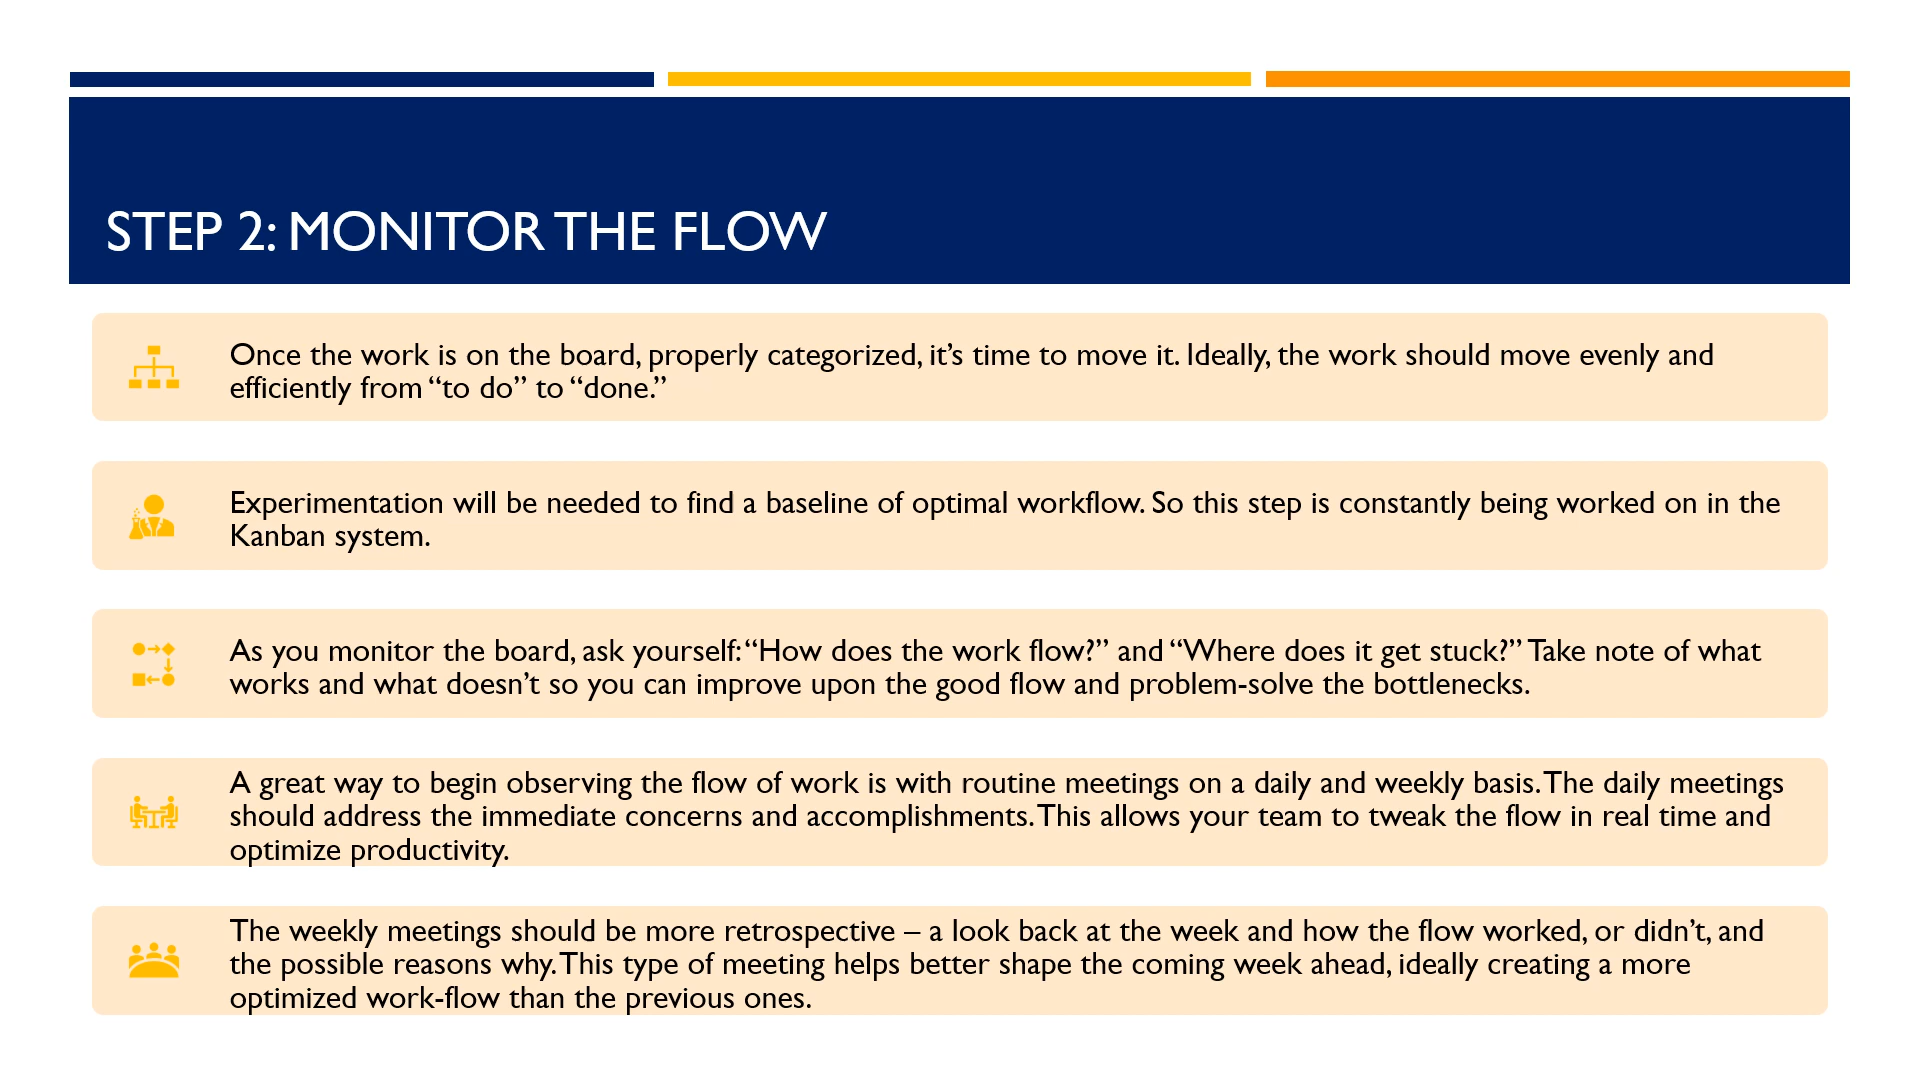 STEP 2: MONITOR THE FLOW
Once the work is on the board, properly categorized, it’s time to move it. Ideally, the work should move evenly and
efficiently from “to do” to “done.”
Experimentation will be needed to find a baseline of optimal workflow. So this step is constantly being worked on in the
Kanban system.
As you monitor the board, ask yourself: “How does the work flow?” and “Where does it get stuck?” Take note of what
works and what doesn’t so you can improve upon the good flow and problem-solve the bottlenecks.
A great way to begin observing the flow of work is with routine meetings on a daily and weekly basis. The daily meetings
should address the immediate concerns and accomplishments. This allows your team to tweak the flow in real time and
optimize productivity.
The weekly meetings should be more retrospective – a look back at the week and how the flow worked, or didn’t, and
the possible reasons why. This type of meeting helps better shape the coming week ahead, ideally creating a more
optimized work-flow than the previous ones.